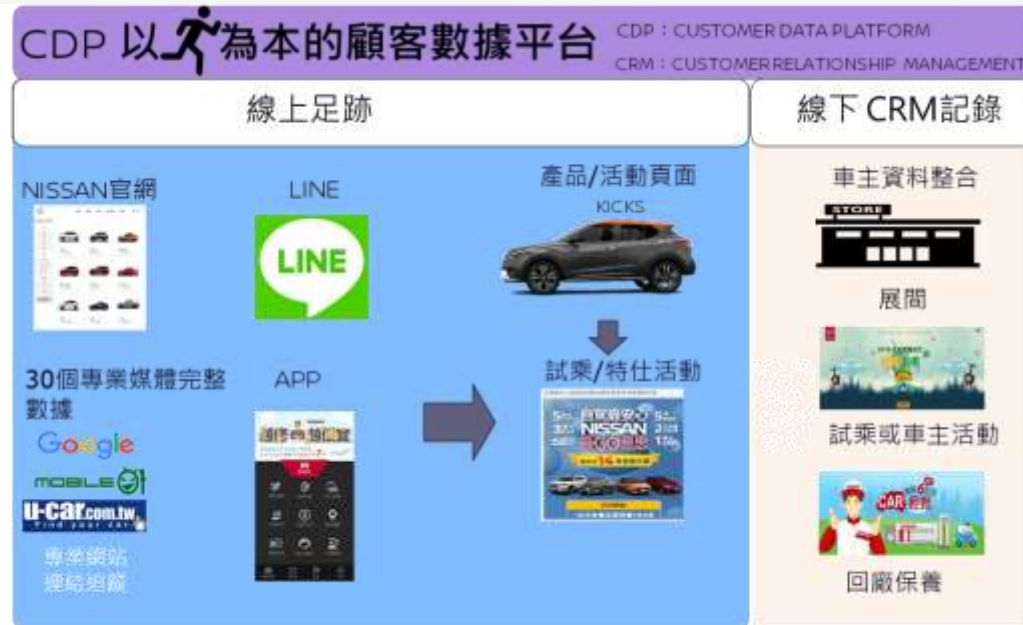 CDP 以為本的顧客數據平台
CDP：CUSTOMER DATA PLATFORM
CRM：CUSTOMER RELATIONSHIP MANAGEMENT
線上足跡
線下 CRM記錄
NISSAN官網
LINE
LINE
產品/活動頁面
KICKS
30個專業媒體完整
數據
Google
MOBILE
u-car.com.tw
Find your car
專業網站
連結追蹤
APP
試乘/特仕活動
NISSAN
車主資料整合
STORE
展間
試乘或車主活動
CAR
回廠保養